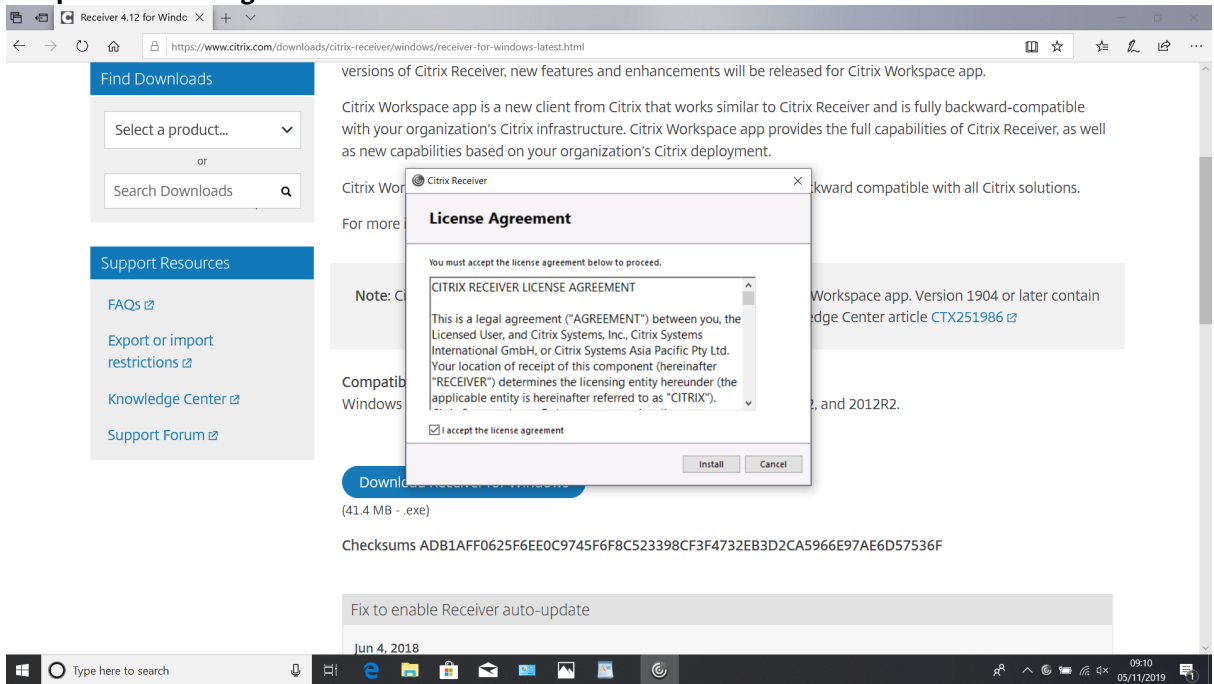 Receiver 4.12 for Windo
https://www.citrix.com/downloads/citrix-receiver/windows/receiver-for-windows-latest.html
Find Downloads
Select a product...
or
Search Downloads
Support Resources
FAQs
Export or import
restrictions
Knowledge Center
Support Forum
versions of Citrix Receiver, new features and enhancements will be released for Citrix Workspace app.
Citrix Workspace app is a new client from Citrix that works similar to Citrix Receiver and is fully backward-compatible
with your organization's Citrix infrastructure. Citrix Workspace app provides the full capabilities of Citrix Receiver, as well
as new capabilities based on your organization's Citrix deployment.
Citrix Wor kward compatible with all Citrix solutions.
For more i
Note: Ci Workspace app. Version 1904 or later contain
edge Center article CTX251986
Compatib
Windows 2, and 2012R2.
Citrix Receiver
License Agreement
You must accept the license agreement below to proceed.
CITRIX RECEIVER LICENSE AGREEMENT
This is a legal agreement ("AGREEMENT") between you, the
Licensed User, and Citrix Systems, Inc., Citrix Systems
International GmbH, or Citrix Systems Asia Pacific Pty Ltd.
Your location of receipt of this component (hereinafter
"RECEIVER") determines the licensing entity hereunder (the
applicable entity is hereinafter referred to as "CITRIX").
I accept the license agreement
Install
Cancel
Download Receiver for Windows
(41.4 MB - .exe)
Checksums ADB1AFF0625F6EE0C9745F6F8C523398CF3F4732EB3D2CA5966E97AE6D57536F
Fix to enable Receiver auto-update
Jun 4, 2018
Type here to search
09:10
05/11/2019
1